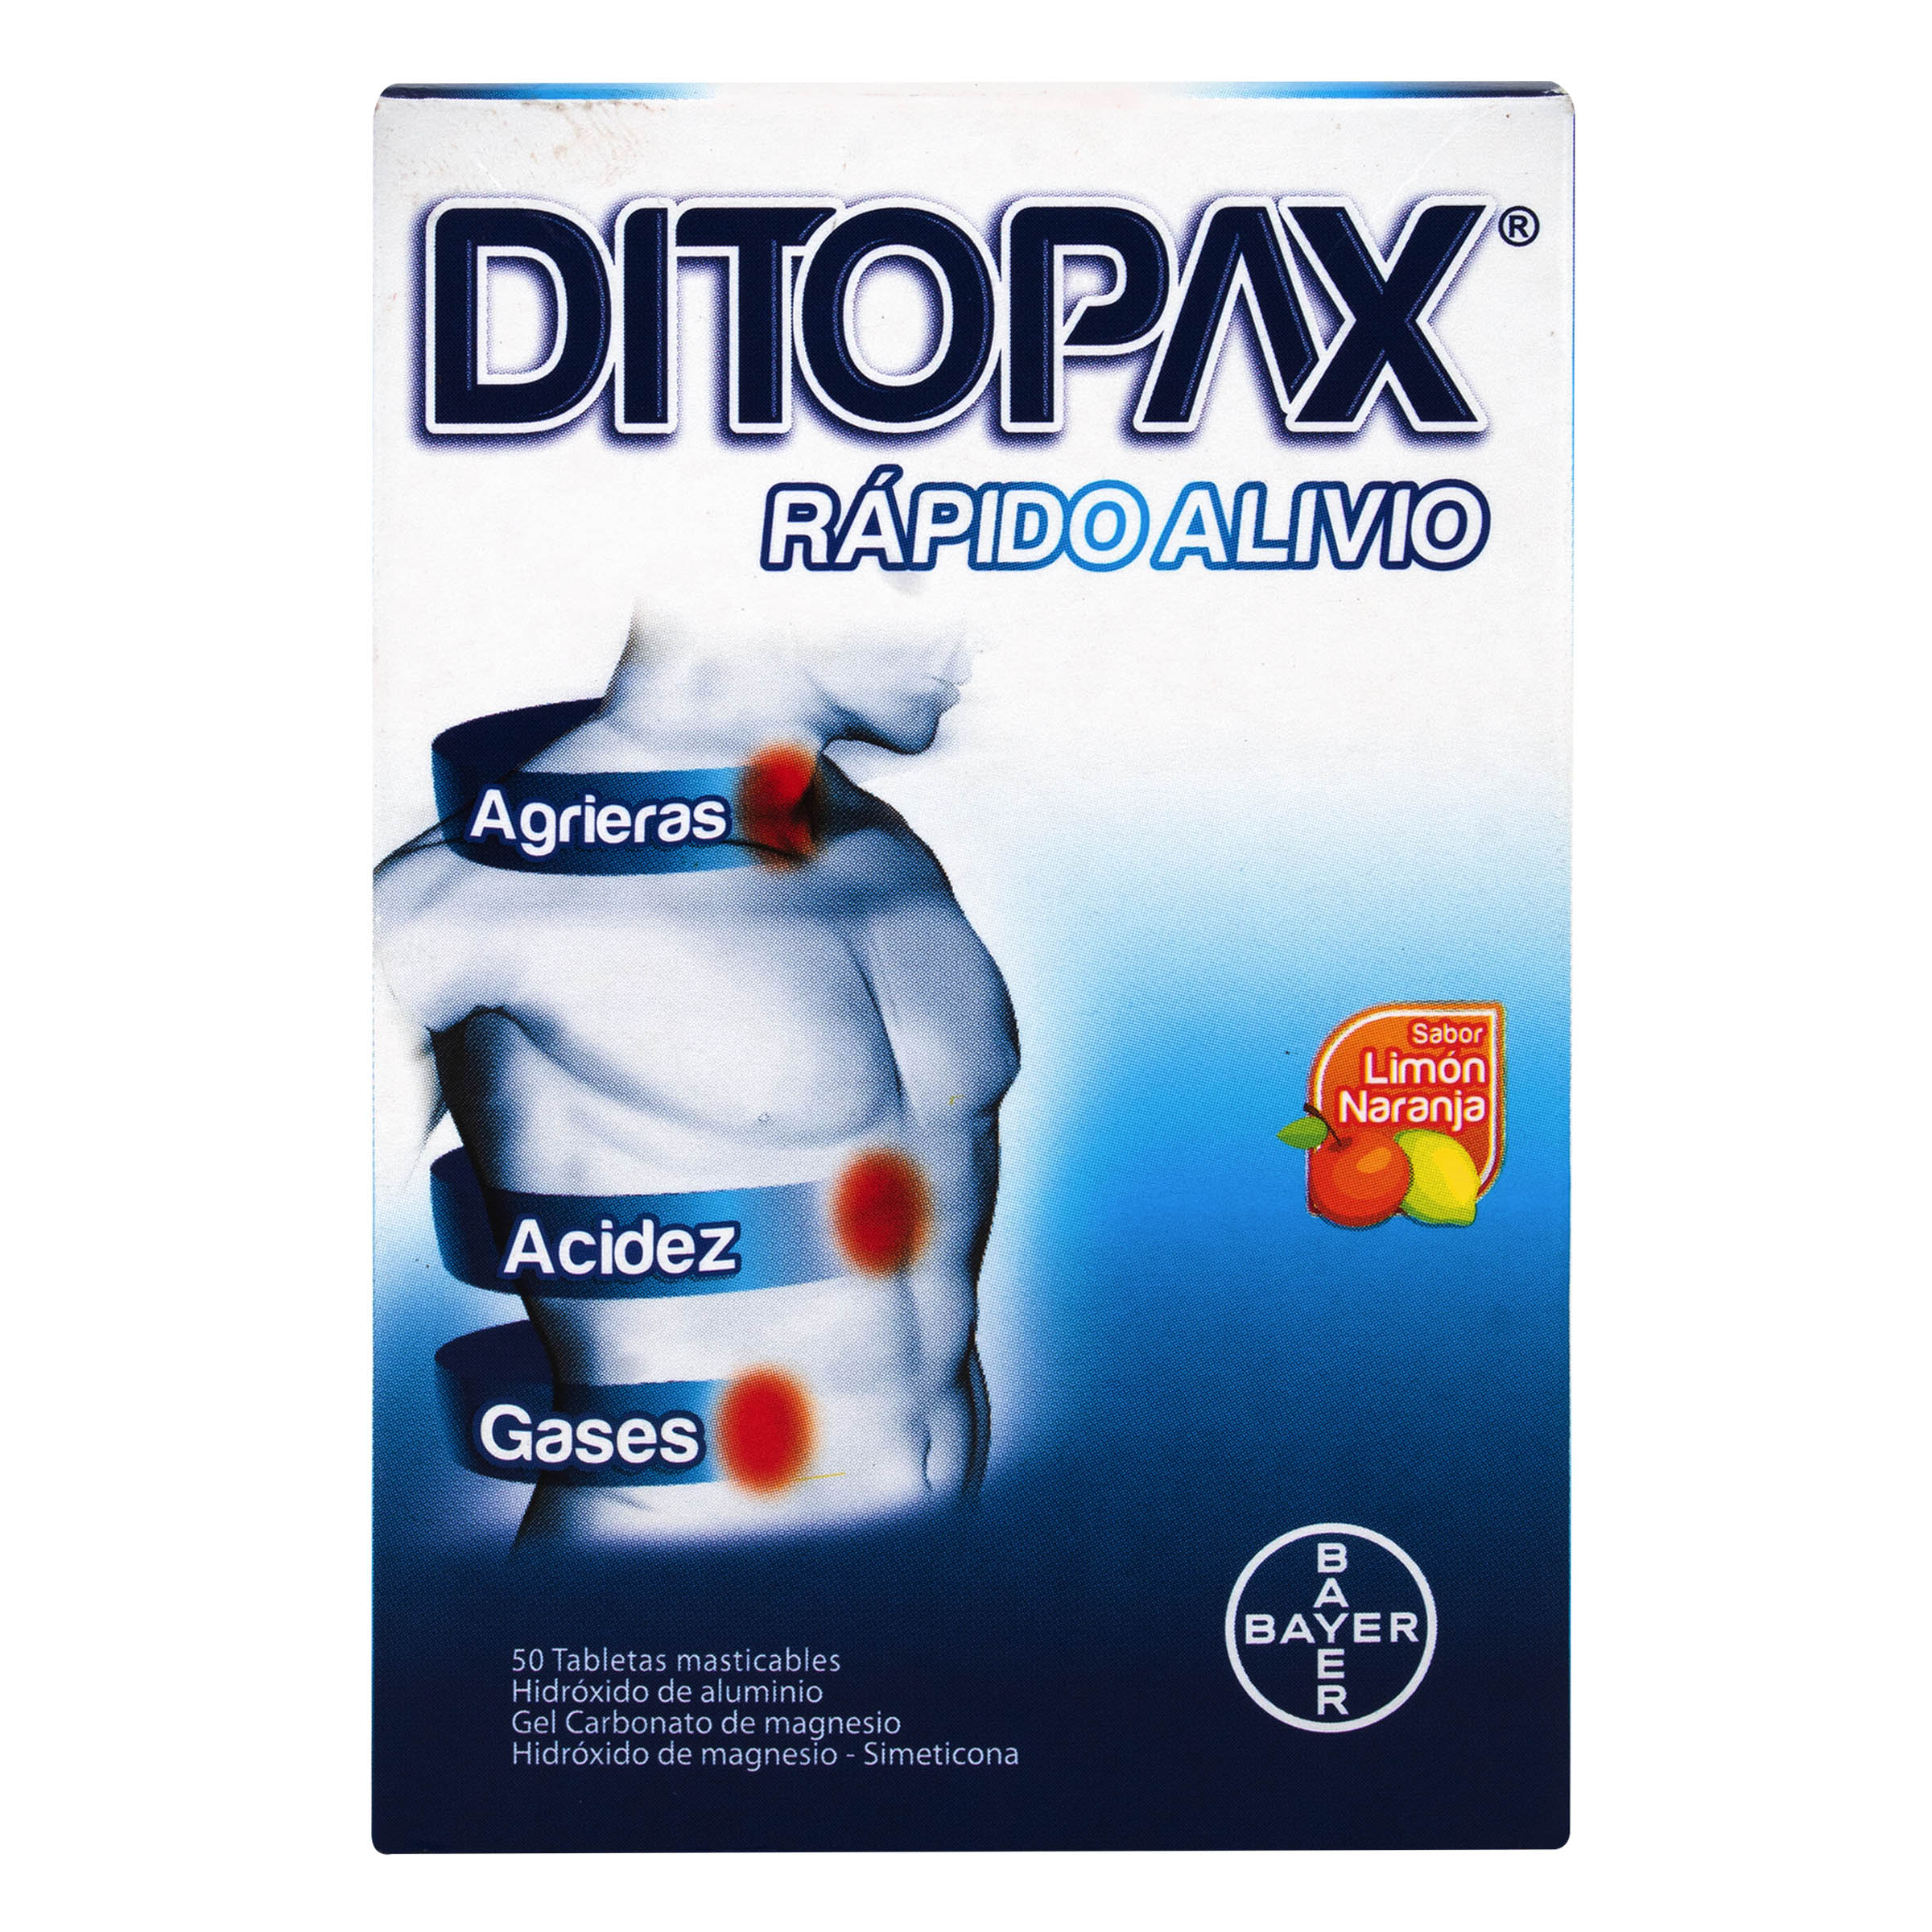 DITOPAX®
RÁPIDO ALIVIO
Agrieras
Sabor
Limón
Naranja
Acidez
Gases
BAYER
BAYER
50 Tabletas masticables
Hidróxido de aluminio
Gel Carbonato de magnesio
Hidróxido de magnesio - Simeticona